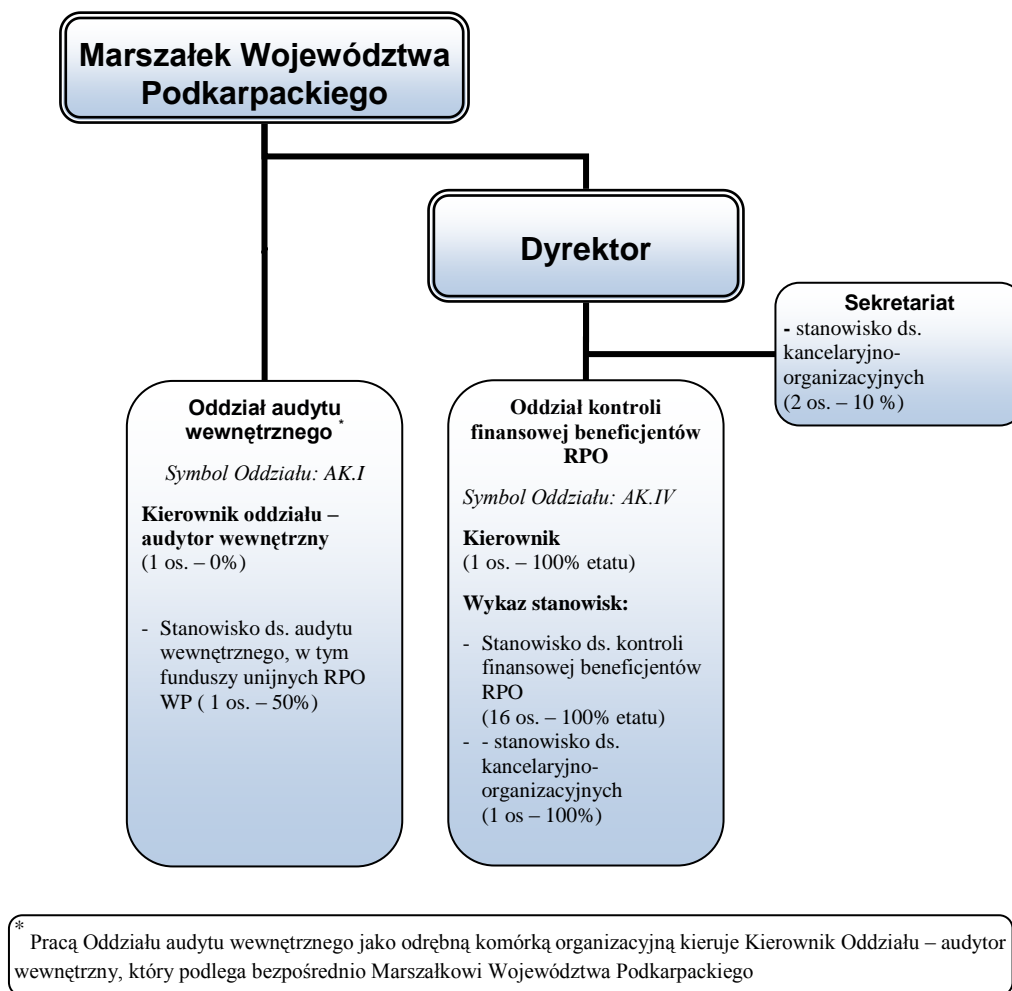 Marszałek Województwa
Podkarpackiego
Dyrektor
Sekretariat
- stanowisko ds.
kancelaryjno-
organizacyjnych
(2 os. – 10 %)
Oddział audytu
wewnętrznego *
Symbol Oddziału: AK.I
Kierownik oddziału –
audytor wewnętrzny
(1 os. – 0%)
- Stanowisko ds. audytu
wewnętrznego, w tym
funduszy unijnych RPO
WP ( 1 os. – 50%)
Oddział kontroli
finansowej beneficjentów
RPO
Symbol Oddziału: AK.IV
Kierownik
(1 os. – 100% etatu)
Wykaz stanowisk:
- Stanowisko ds. kontroli
finansowej beneficjentów
RPO
(16 os. – 100% etatu)
- - stanowisko ds.
kancelaryjno-
organizacyjnych
(1 os – 100%)
* Pracą Oddziału audytu wewnętrznego jako odrębną komórką organizacyjną kieruje Kierownik Oddziału – audytor
wewnętrzny, który podlega bezpośrednio Marszałkowi Województwa Podkarpackiego